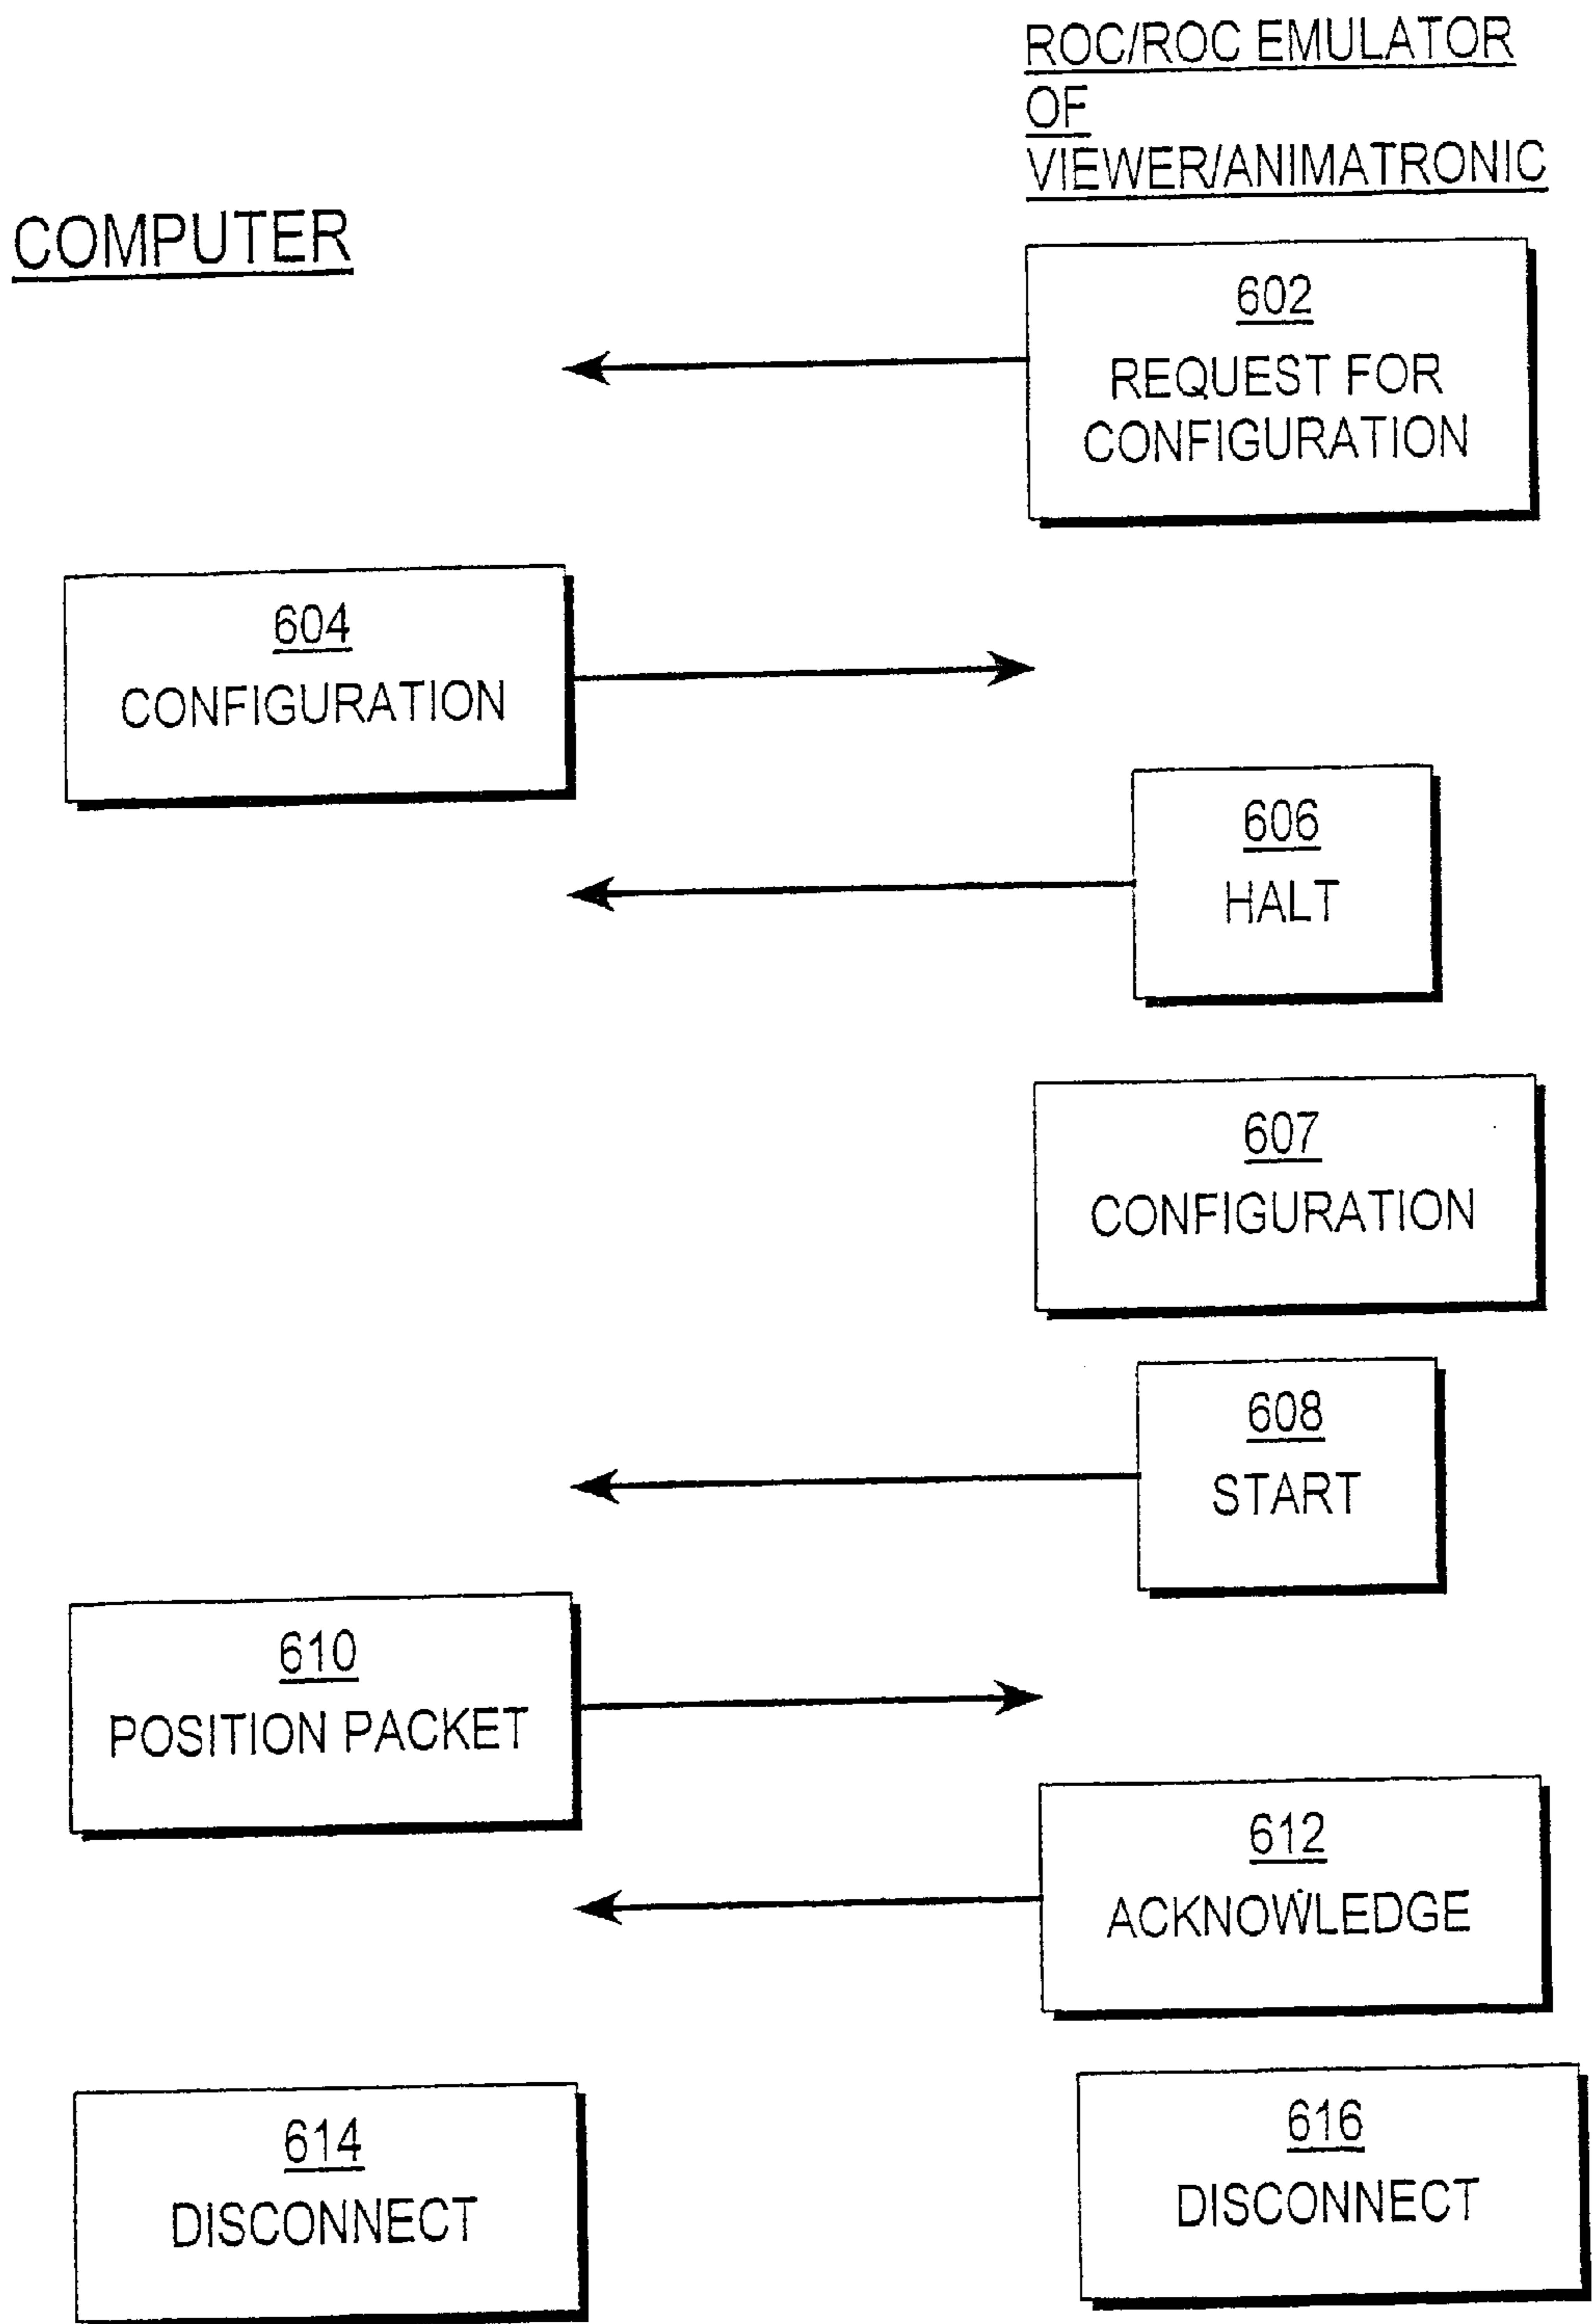 ROC/ROC EMULATOR
OF
VIEWER/ANIMATRONIC
COMPUTER
602
REQUEST FOR
CONFIGURATION
604
CONFIGURATION
606
HALT
607
CONFIGURATION
608
START
610
POSITION PACKET
612
ACKNOWLEDGE
614
DISCONNECT
616
DISCONNECT